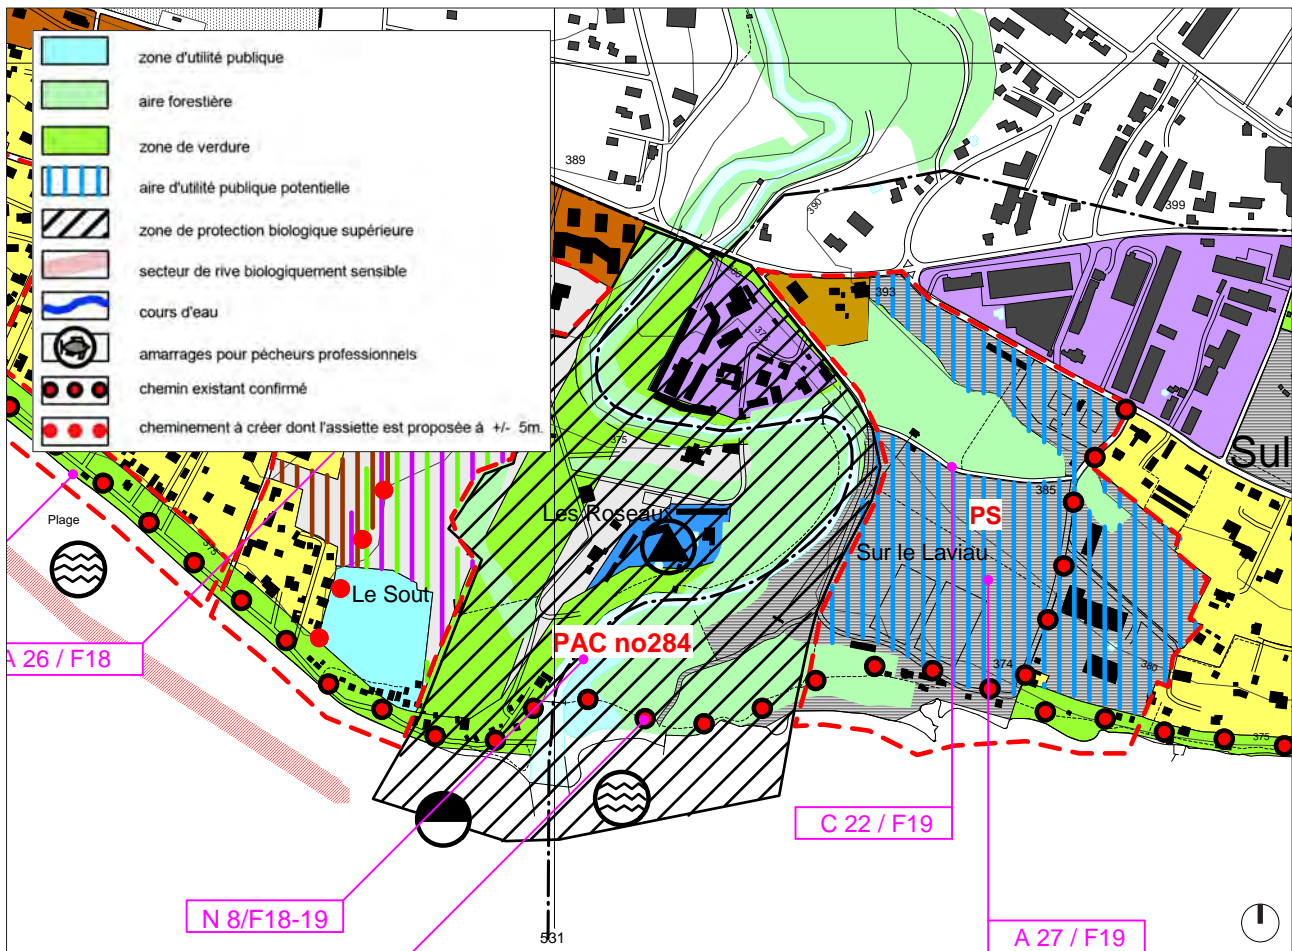 zone d'utilité publique
aire forestière
zone de verdure
aire d'utilité publique potentielle
zone de protection biologique supérieure
secteur de rive biologiquement sensible
cours d'eau
amarrages pour pêcheurs professionnels
chemin existant confirmé
cheminement à créer dont l'assiette est proposée à +/- 5m.
389
390
399
393
375
385
Sul
Les Roseaux
PS
Sur le Laviau
Plage
375
Le Sout
PAC no284
374
380
375
A 26 / F18
C 22 / F19
N 8/F18-19
A 27 / F19
531